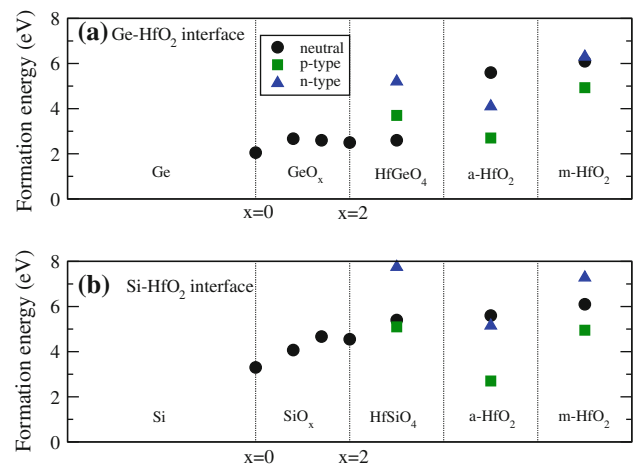 Formation energy (eV)
8
6
4
2
0
(a) Ge-HfO₂ interface
neutral
p-type
n-type
Ge
GeOₓ
HfGeO₄
a-HfO₂
m-HfO₂
x=0
x=2
Formation energy (eV)
8
6
4
2
0
(b) Si-HfO₂ interface
Si
SiOₓ
HfSiO₄
a-HfO₂
m-HfO₂
x=0
x=2